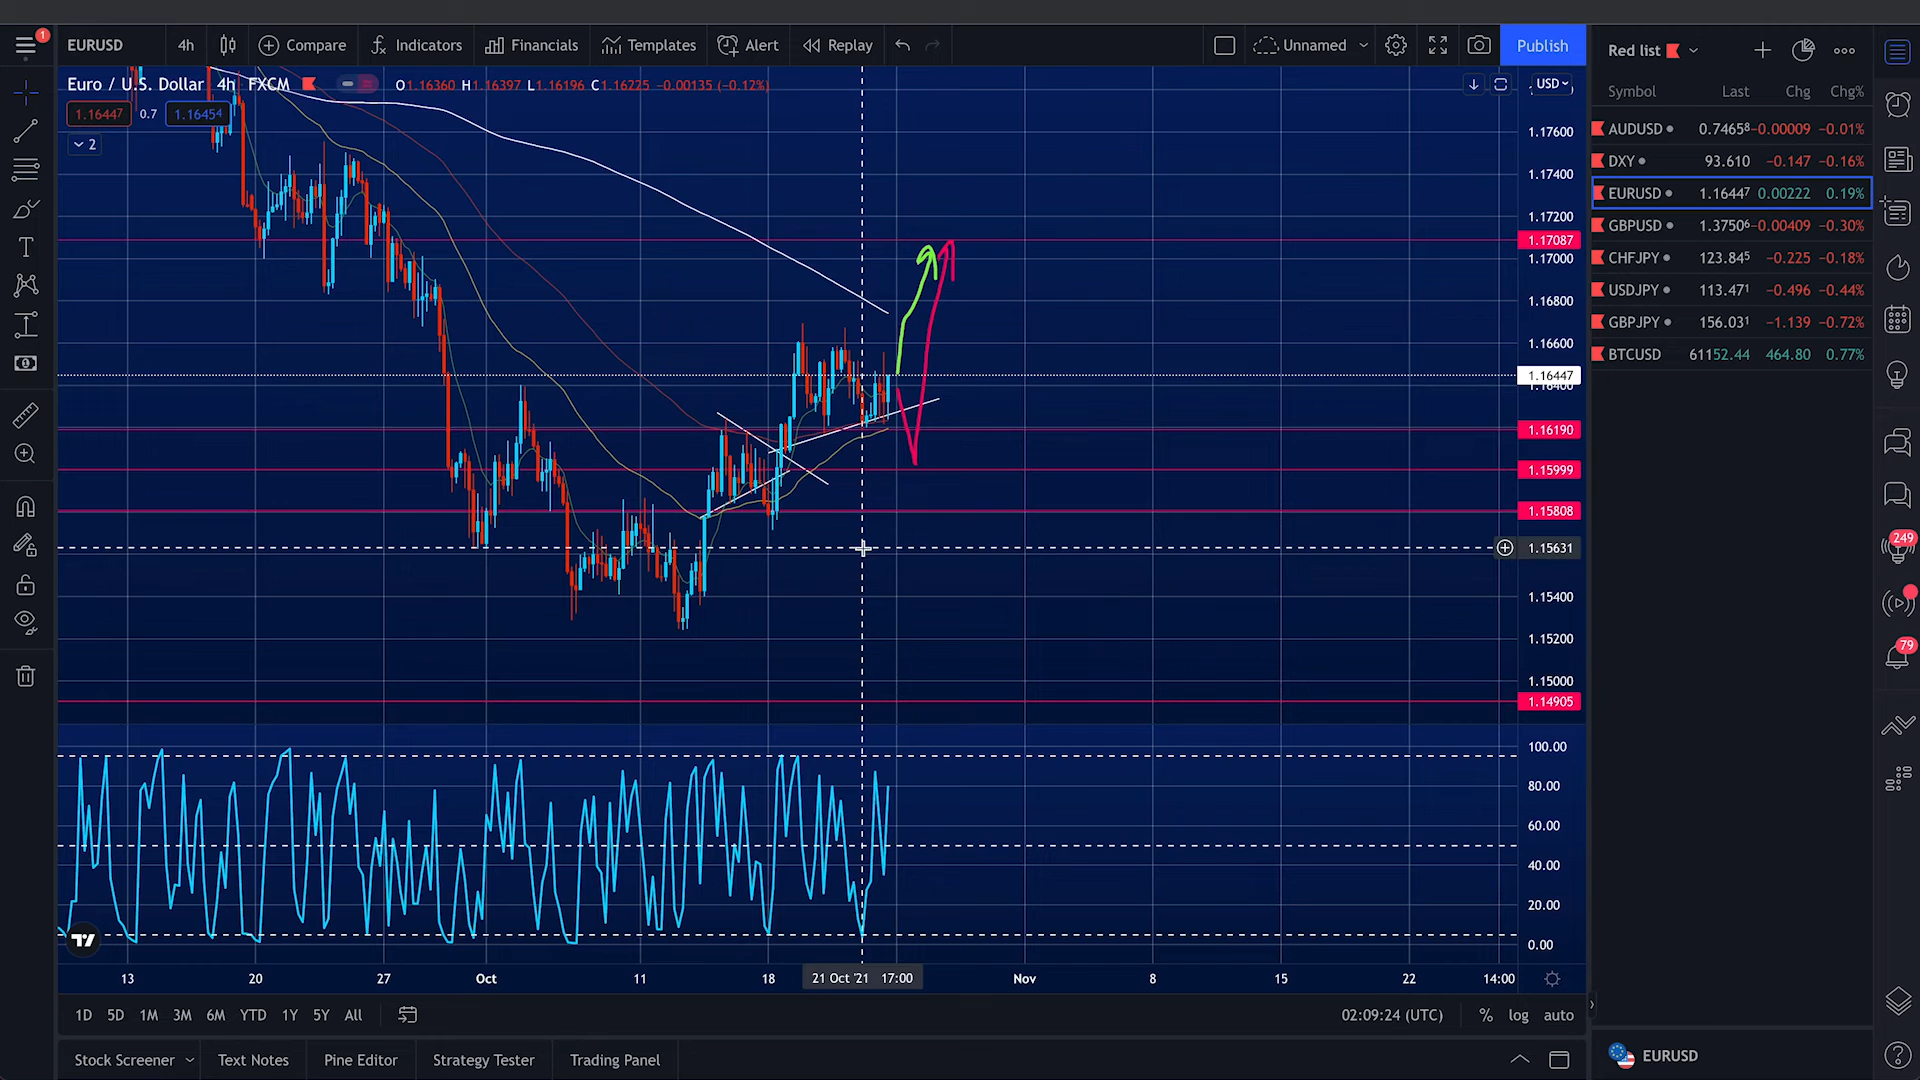 1
EURUSD
4h
Compare
Indicators
Financials
Templates
Alert
Replay
Unnamed
Publish
Red list
Euro / U.S. Dollar 4h FXCM
O1.16360 H1.16397 L1.16196 C1.16225 −0.00135 (−0.12%)
1.16447 0.7 1.16454
2
USD
Symbol Last Chg Chg%
AUDUSD 0.74658 −0.00009 −0.01%
DXY 93.610 −0.147 −0.16%
EURUSD 1.16447 0.00222 0.19%
GBPUSD 1.37506 −0.00409 −0.30%
CHFJPY 123.845 −0.225 −0.18%
USDJPY 113.471 −0.496 −0.44%
GBPJPY 156.031 −1.139 −0.72%
BTCUSD 61152.44 464.80 0.77%
1.17600
1.17400
1.17200
1.17087
1.17000
1.16800
1.16600
1.16447
1.16400
1.16190
1.15999
1.15808
1.15631
1.15400
1.15200
1.15000
1.14905
100.00
80.00
60.00
40.00
20.00
0.00
249
79
13 20 27 Oct 11 18 21 Oct '21 17:00 Nov 8 15 22 14:00
1D 5D 1M 3M 6M YTD 1Y 5Y All
02:09:24 (UTC) % log auto
Stock Screener Text Notes Pine Editor Strategy Tester Trading Panel
EURUSD